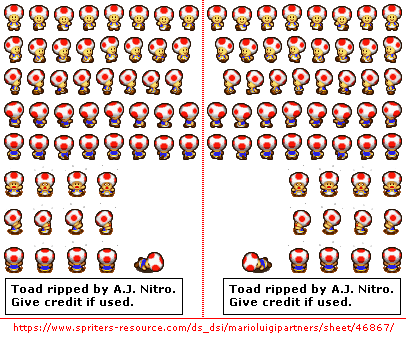 Toad ripped by A.J. Nitro.
Give credit if used.
Toad ripped by A.J. Nitro.
Give credit if used.
https://www.spriters-resource.com/ds_dsi/marioluigipartners/sheet/46867/